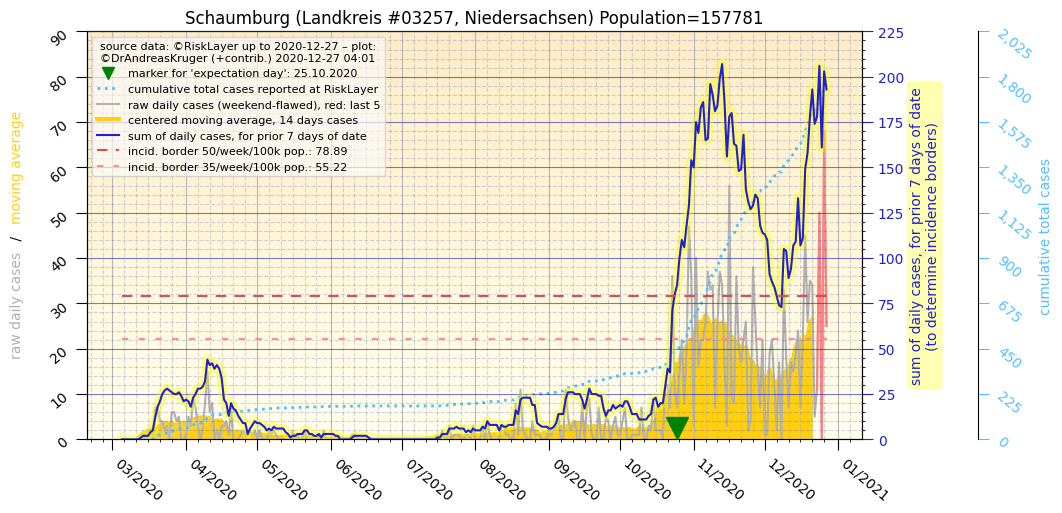 Schaumburg (Landkreis #03257, Niedersachsen) Population=157781
source data: ©RiskLayer up to 2020-12-27 – plot:
©DrAndreasKruger (+contrib.) 2020-12-27 04:01
marker for 'expectation day': 25.10.2020
cumulative total cases reported at RiskLayer
raw daily cases (weekend-flawed), red: last 5
centered moving average, 14 days cases
sum of daily cases, for prior 7 days of date
incid. border 50/week/100k pop.: 78.89
incid. border 35/week/100k pop.: 55.22
raw daily cases / moving average
90
80
70
60
50
40
30
20
10
0
03/2020
04/2020
05/2020
06/2020
07/2020
08/2020
09/2020
10/2020
11/2020
12/2020
01/2021
225
200
175
150
125
100
75
50
25
0
sum of daily cases, for prior 7 days of date
(to determine incidence borders)
2,025
1,800
1,575
1,350
1,125
900
675
450
225
0
cumulative total cases